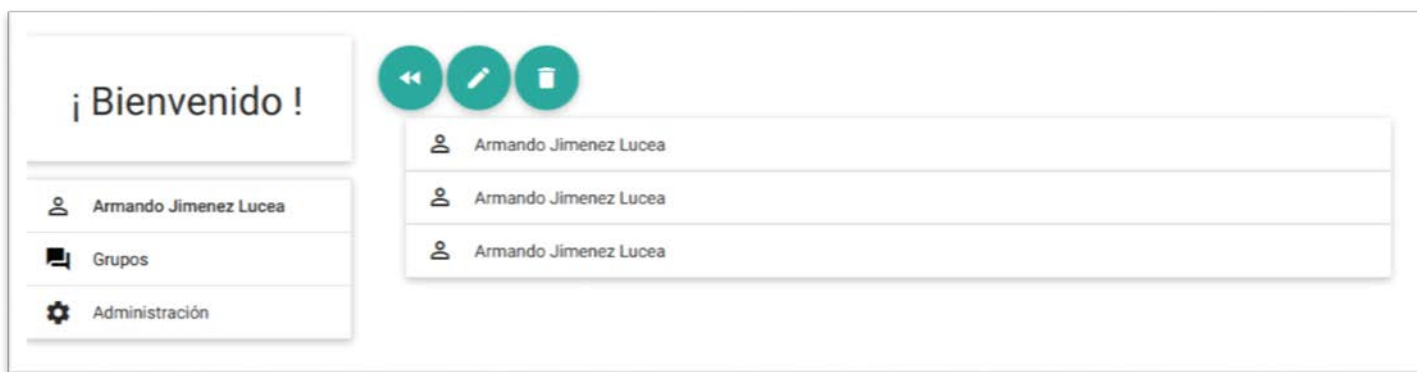 ¡ Bienvenido !
Armando Jimenez Lucea
Grupos
Administración
Armando Jimenez Lucea
Armando Jimenez Lucea
Armando Jimenez Lucea